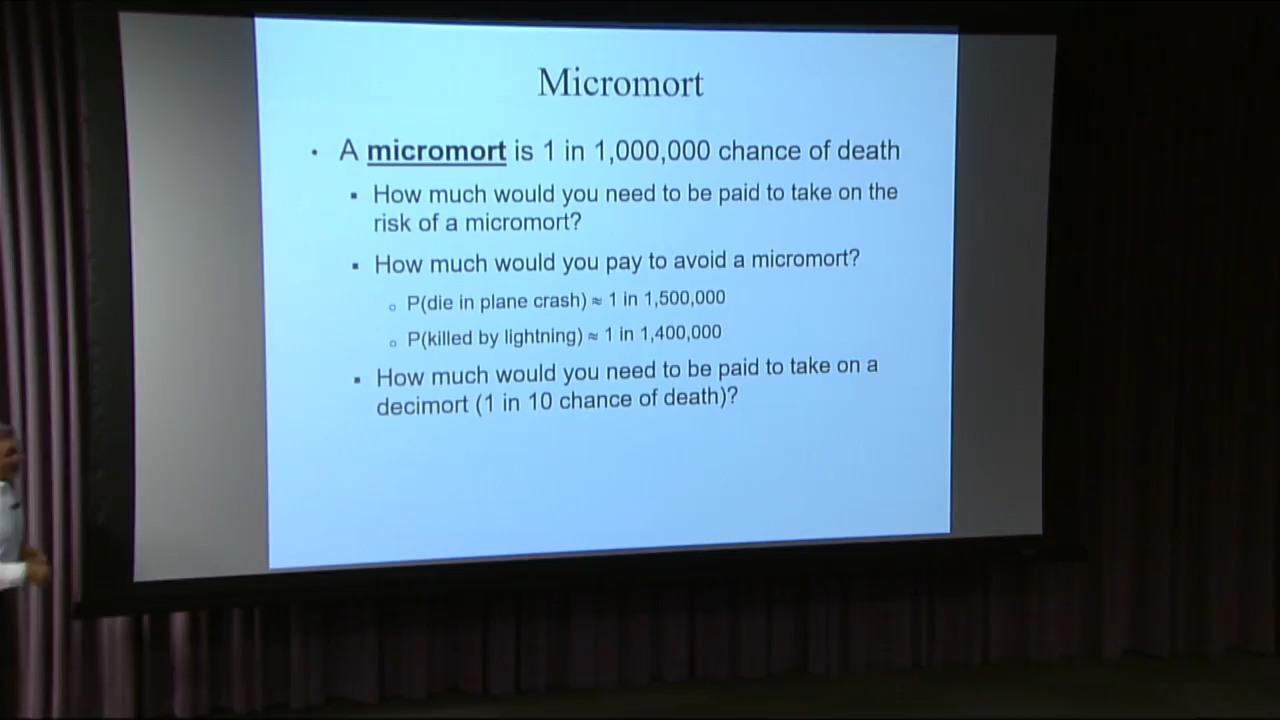 Micromort
• A micromort is 1 in 1,000,000 chance of death
▪ How much would you need to be paid to take on the
risk of a micromort?
▪ How much would you pay to avoid a micromort?
o P(die in plane crash) ≈ 1 in 1,500,000
o P(killed by lightning) ≈ 1 in 1,400,000
▪ How much would you need to be paid to take on a
decimort (1 in 10 chance of death)?